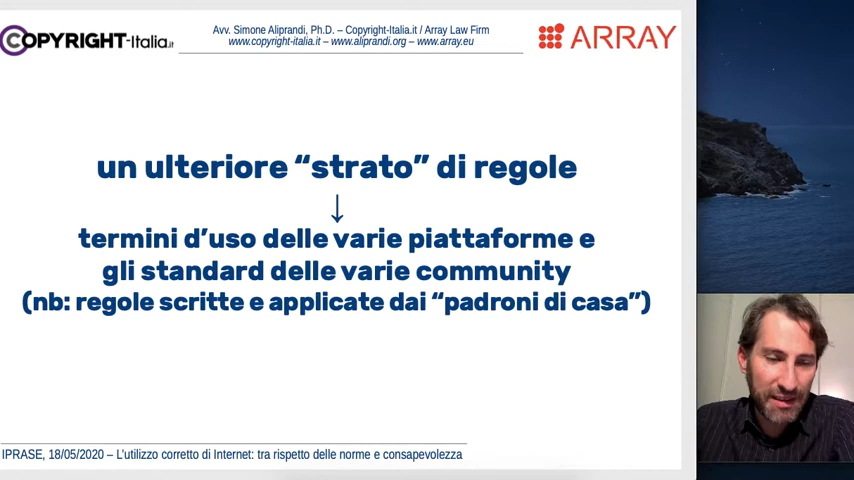 COPYRIGHT-Italia.it
Avv. Simone Aliprandi, Ph.D. – Copyright-Italia.it / Array Law Firm
www.copyright-italia.it – www.aliprandi.org – www.array.eu
ARRAY
un ulteriore “strato” di regole
↓
termini d’uso delle varie piattaforme e
gli standard delle varie community
(nb: regole scritte e applicate dai “padroni di casa”)
IPRASE, 18/05/2020 – L’utilizzo corretto di Internet: tra rispetto delle norme e consapevolezza